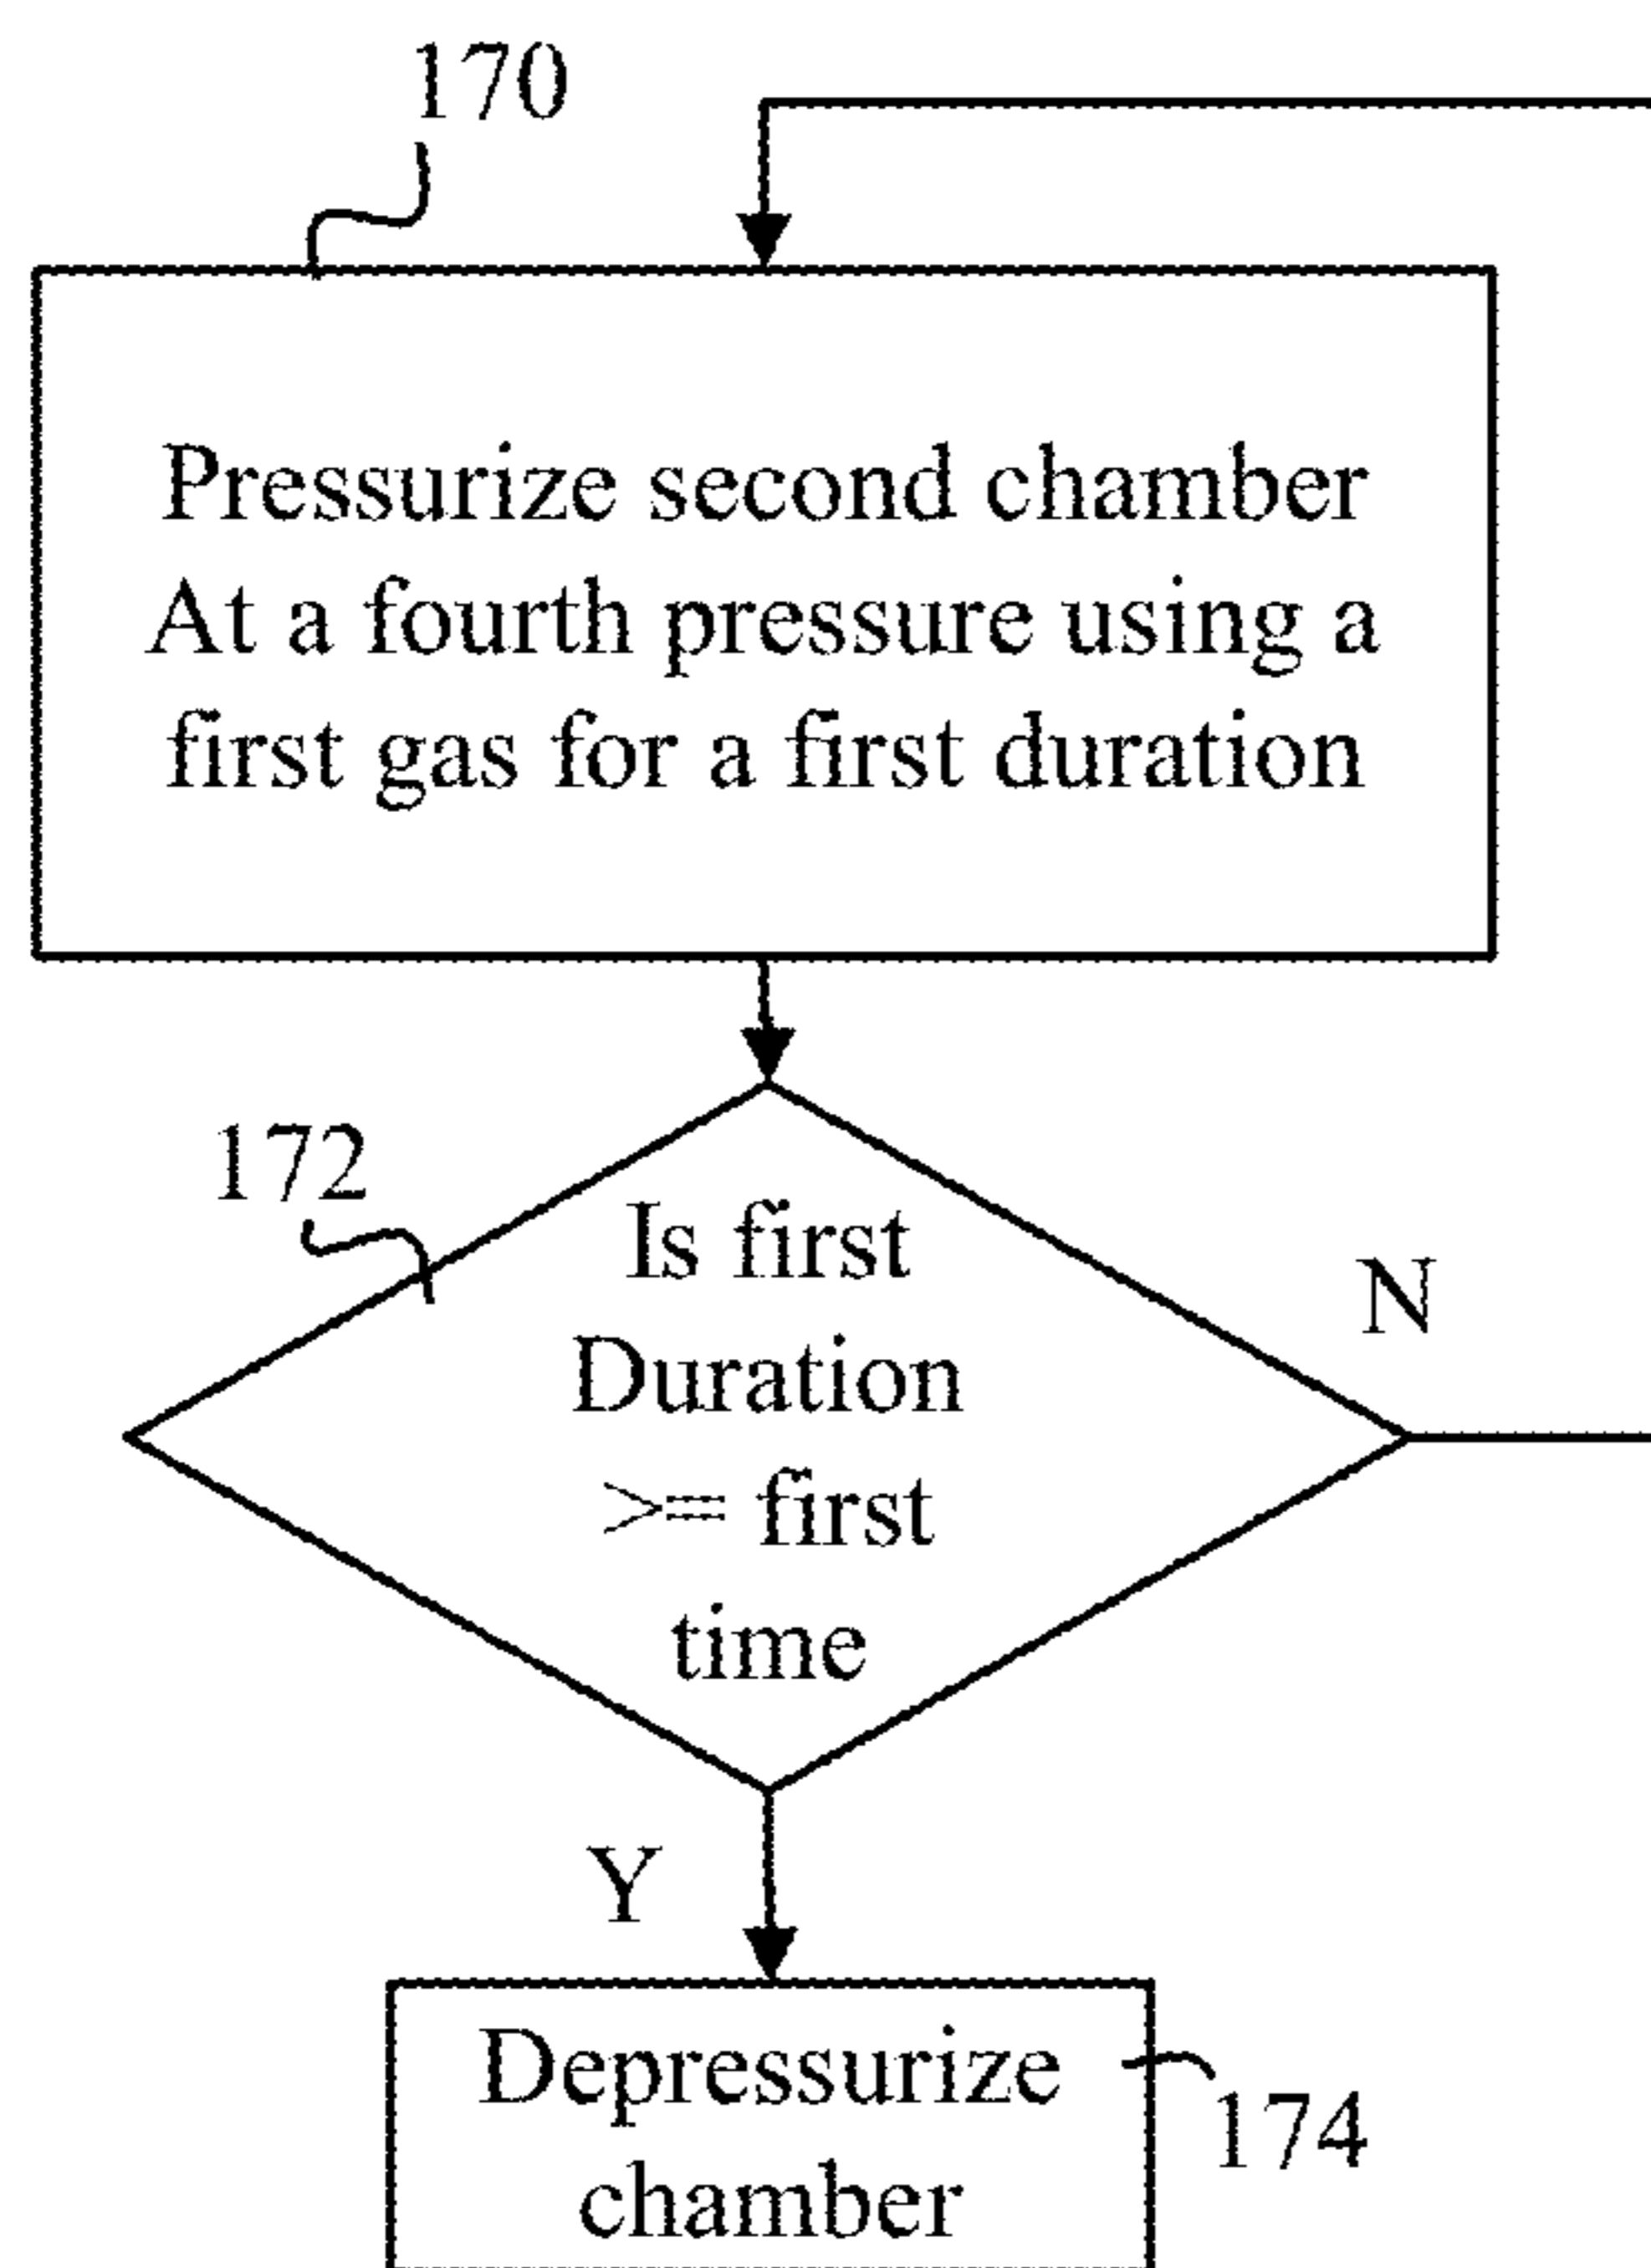 170
Pressurize second chamber
At a fourth pressure using a
first gas for a first duration
172
Is first
Duration
>= first
time
N
Y
Depressurize
chamber
174